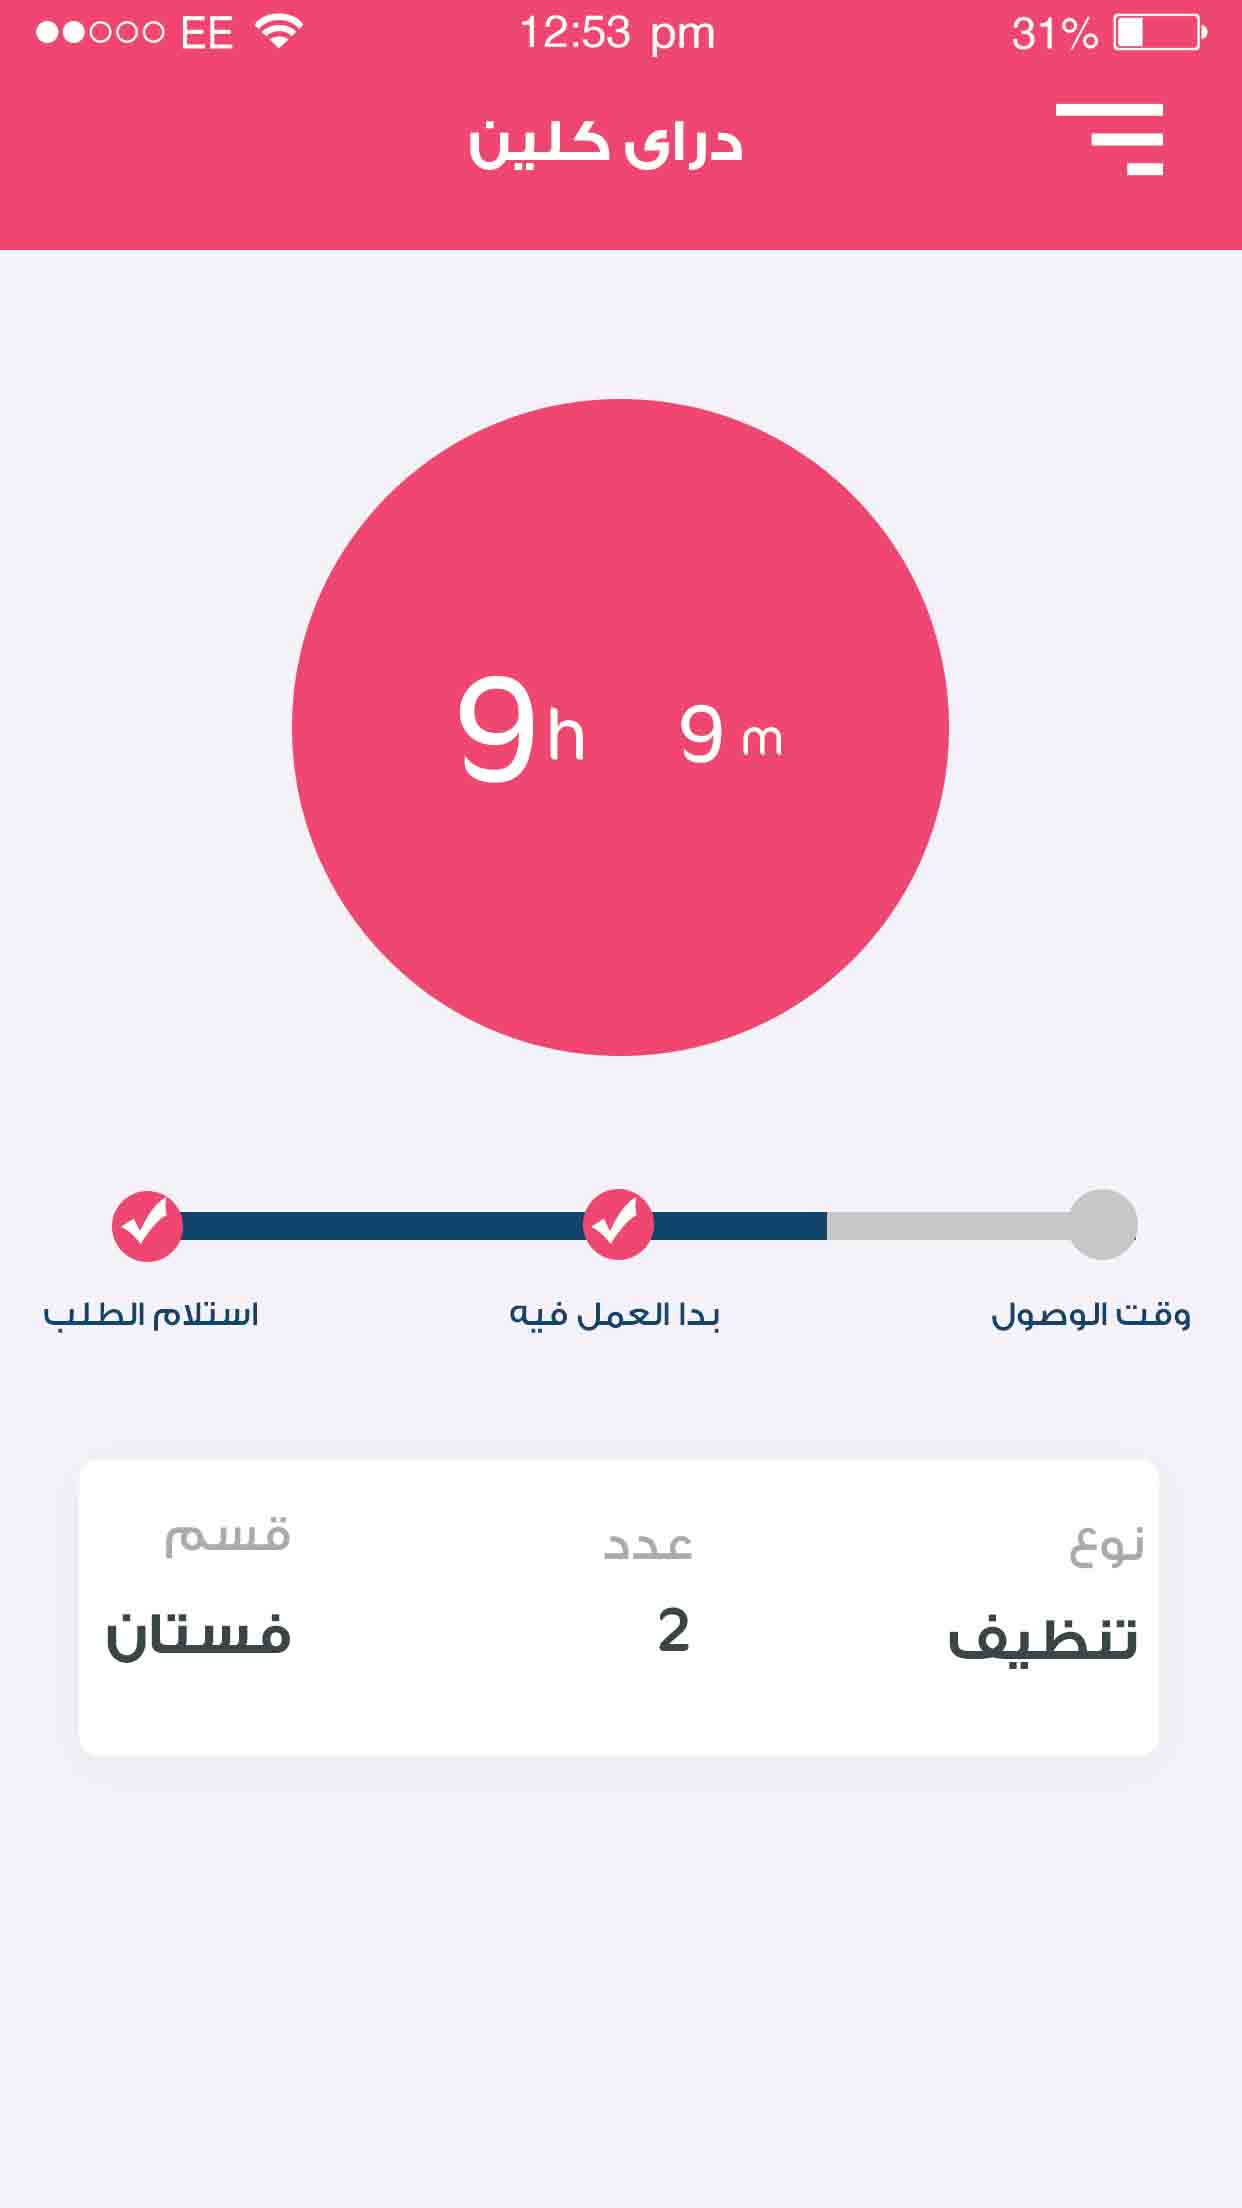 EE 12:53 pm 31%
دراى كلين
9h 9m
وقت الوصول
بدا العمل فيه
استلام الطلب
نوع عدد قسم
تنظيف 2 فستان